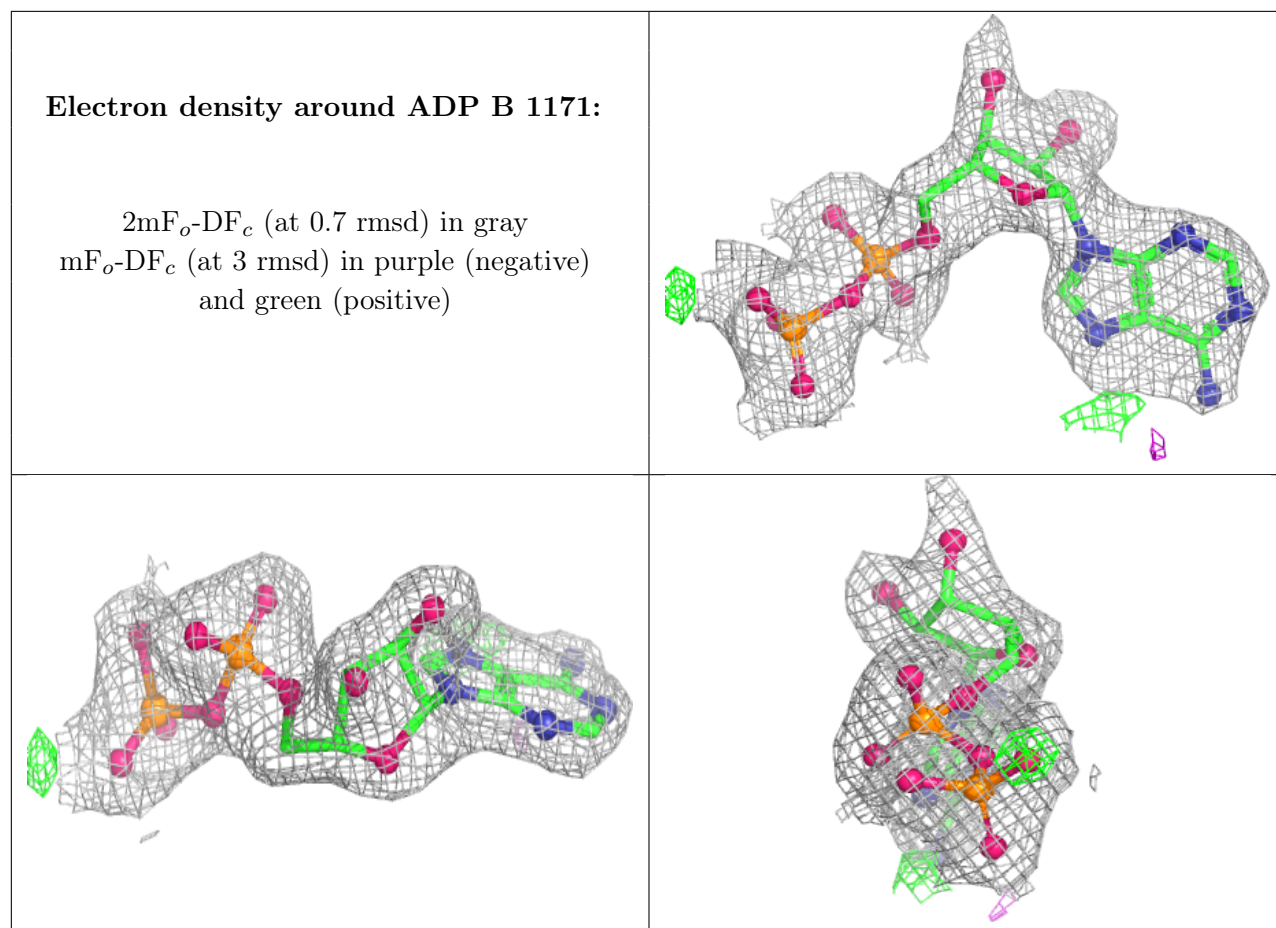 Electron density around ADP B 1171:
2mFo-DFc (at 0.7 rmsd) in gray
mFo-DFc (at 3 rmsd) in purple (negative)
and green (positive)